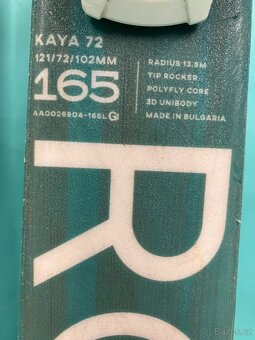 KAYA 72
121/72/102MM
165
AA0026904-165L GI
RADIUS 13,5M
TIP ROCKER
POLYFLY CORE
3D UNIBODY
MADE IN BULGARIA
RO